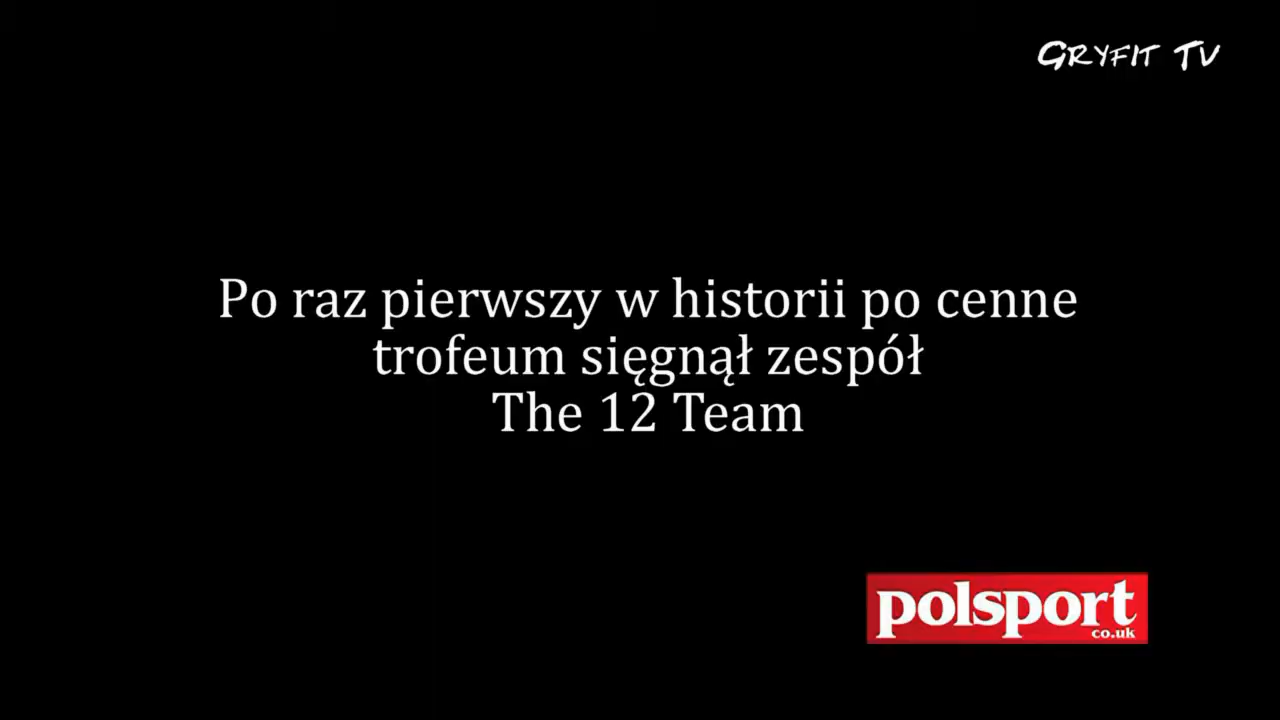 Gryfit Tv
Po raz pierwszy w historii po cenne
trofeum sięgnął zespół
The 12 Team
polsport
co.uk